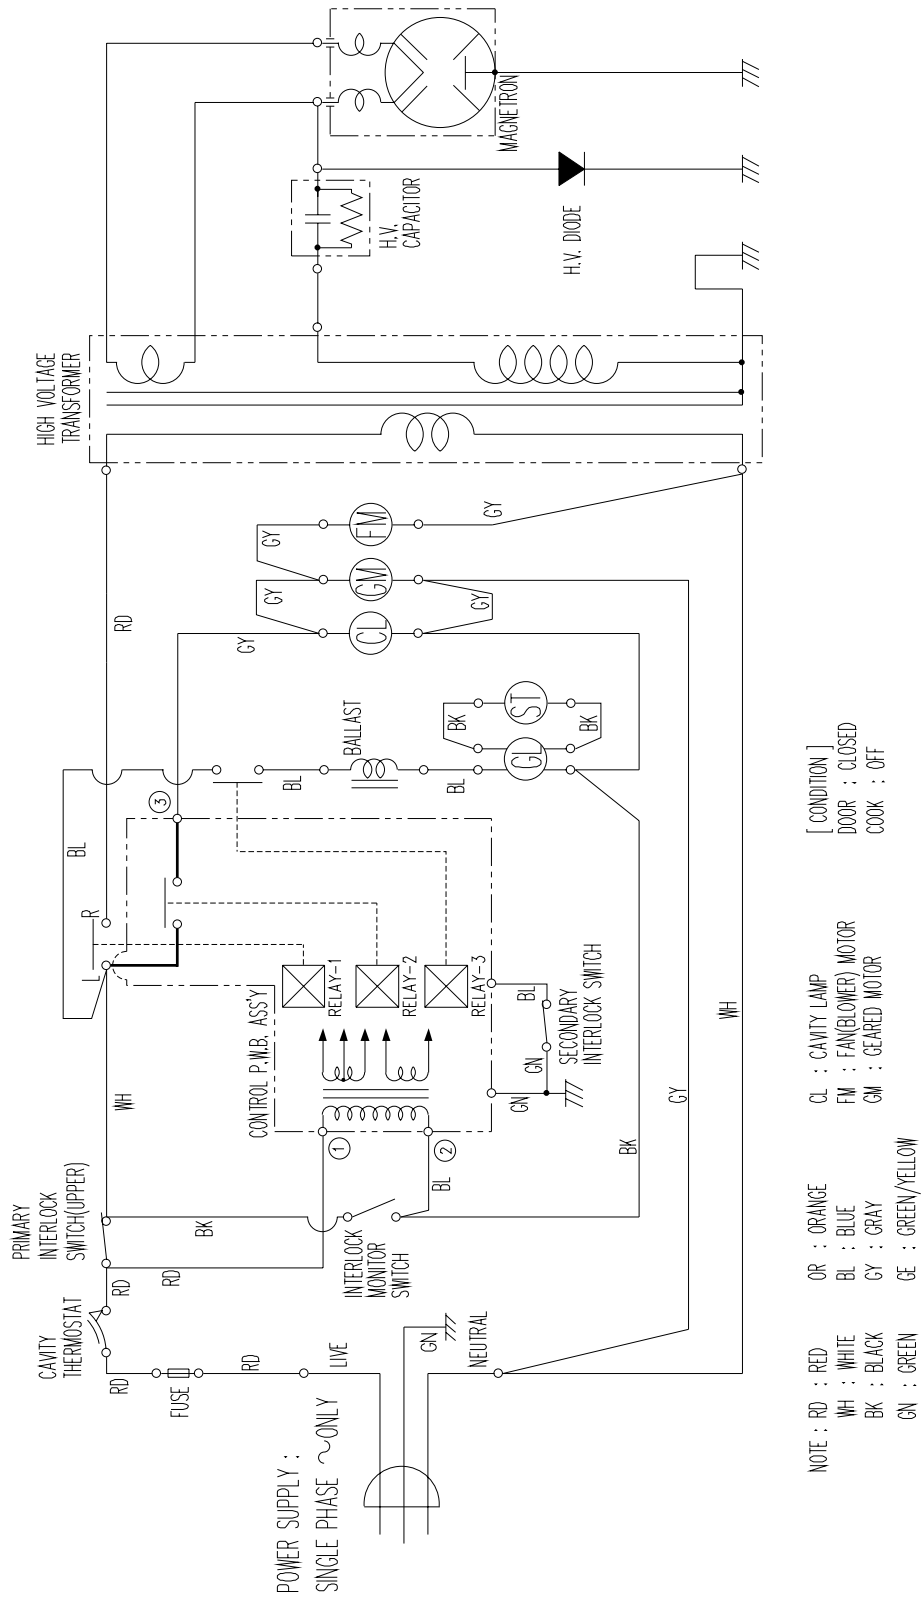 POWER SUPPLY :
SINGLE PHASE ~ONLY
LIVE
GN
NEUTRAL
RD
FUSE
RD
CAVITY
THERMOSTAT
RD
RD
PRIMARY
INTERLOCK
SWITCH(UPPER)
BK
INTERLOCK
MONITOR
SWITCH
WH
BL
1
2
CONTROL P.W.B. ASS'Y
GN
GN
BL
SECONDARY
INTERLOCK SWITCH
RELAY-1
RELAY-2
RELAY-3
L
R
BL
3
BK
GY
WH
BL
BALLAST
BL
BK
ST
BK
GL
RD
GY
GY
GY
CL
GM
FM
GY
GY
HIGH VOLTAGE
TRANSFORMER
H.V.
CAPACITOR
H.V. DIODE
MAGNETRON
NOTE : RD : RED
WH : WHITE
BK : BLACK
GN : GREEN
OR : ORANGE
BL : BLUE
GY : GRAY
GE : GREEN/YELLOW
CL : CAVITY LAMP
FM : FAN(BLOWER) MOTOR
GM : GEARED MOTOR
[ CONDITION ]
DOOR : CLOSED
COOK : OFF